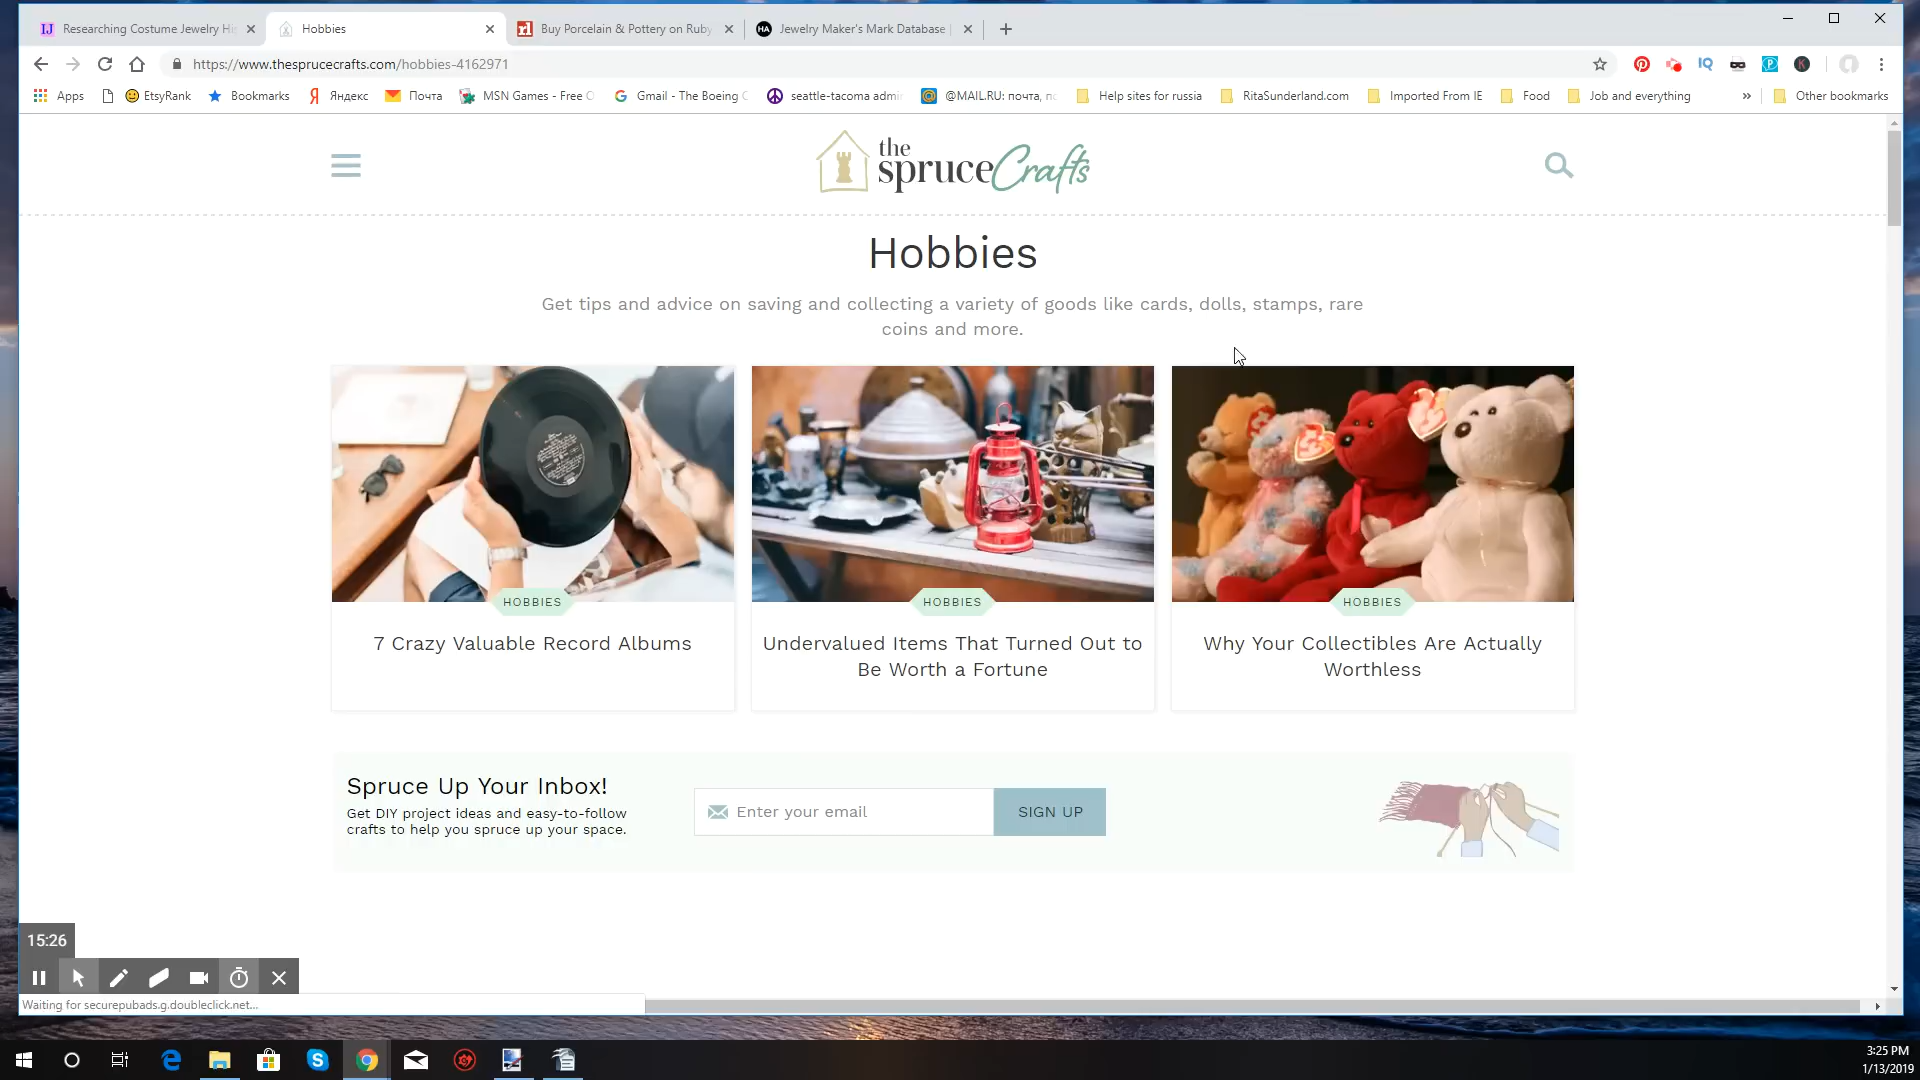 Researching Costume Jewelry Hi
Hobbies
Buy Porcelain & Pottery on Ruby
Jewelry Maker's Mark Database |
https://www.thesprucecrafts.com/hobbies-4162971
Apps
EtsyRank
Bookmarks
Яндекс
Почта
MSN Games - Free O
Gmail - The Boeing C
seattle-tacoma admi
@MAIL.RU: почта, по
Help sites for russia
RitaSunderland.com
Imported From IE
Food
Job and everything
»
Other bookmarks
the
spruceCrafts
Hobbies
Get tips and advice on saving and collecting a variety of goods like cards, dolls, stamps, rare
coins and more.
HOBBIES
HOBBIES
HOBBIES
7 Crazy Valuable Record Albums
Undervalued Items That Turned Out to
Be Worth a Fortune
Why Your Collectibles Are Actually
Worthless
Spruce Up Your Inbox!
Get DIY project ideas and easy-to-follow
crafts to help you spruce up your space.
Enter your email
SIGN UP
15:26
Waiting for securepubads.g.doubleclick.net...
3:25 PM
1/13/2019